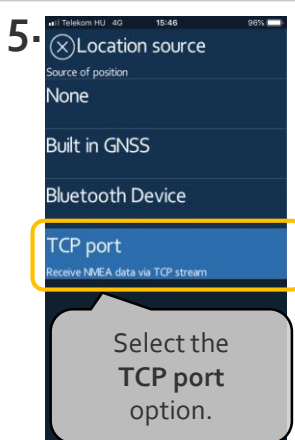 5.
Telekom HU 4G 15:46 96%
Location source
Source of position
None
Built in GNSS
Bluetooth Device
TCP port
Receive NMEA data via TCP stream
Select the
TCP port
option.